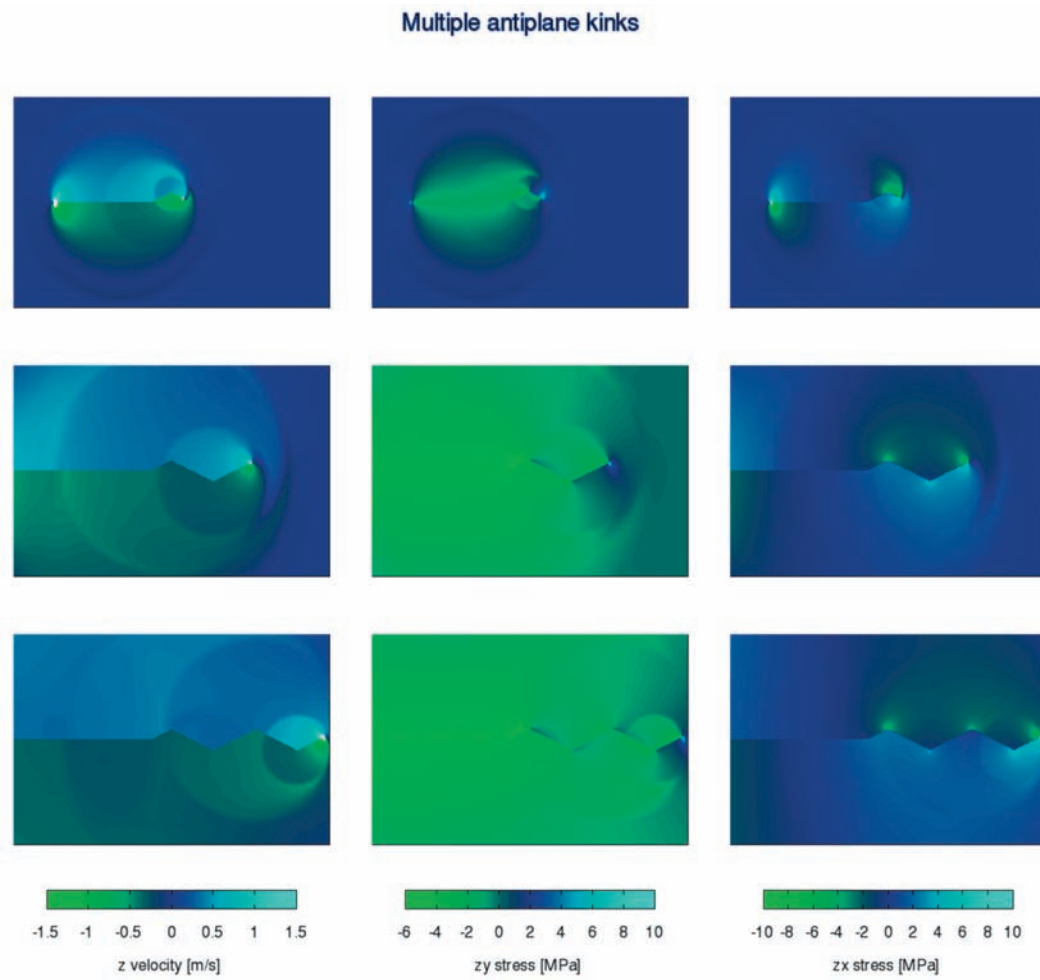 Multiple antiplane kinks
-1.5 -1 -0.5 0 0.5 1 1.5
-6 -4 -2 0 2 4 6 8 10
-10 -8 -6 -4 -2 0 2 4 6 8 10
z velocity [m/s]
zy stress [MPa]
zx stress [MPa]